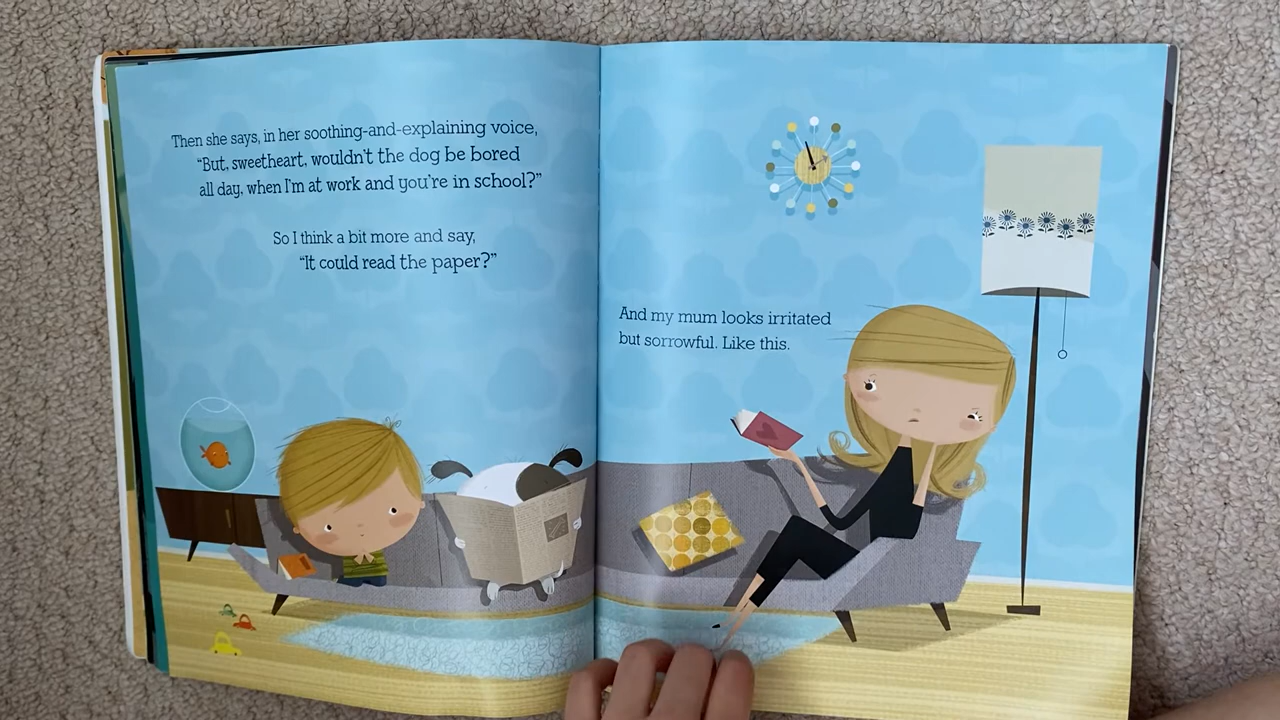 Then she says, in her soothing-and-explaining voice,
“But, sweetheart, wouldn’t the dog be bored
all day, when I’m at work and you’re in school?”
So I think a bit more and say,
“It could read the paper?”
And my mum looks irritated
but sorrowful. Like this.